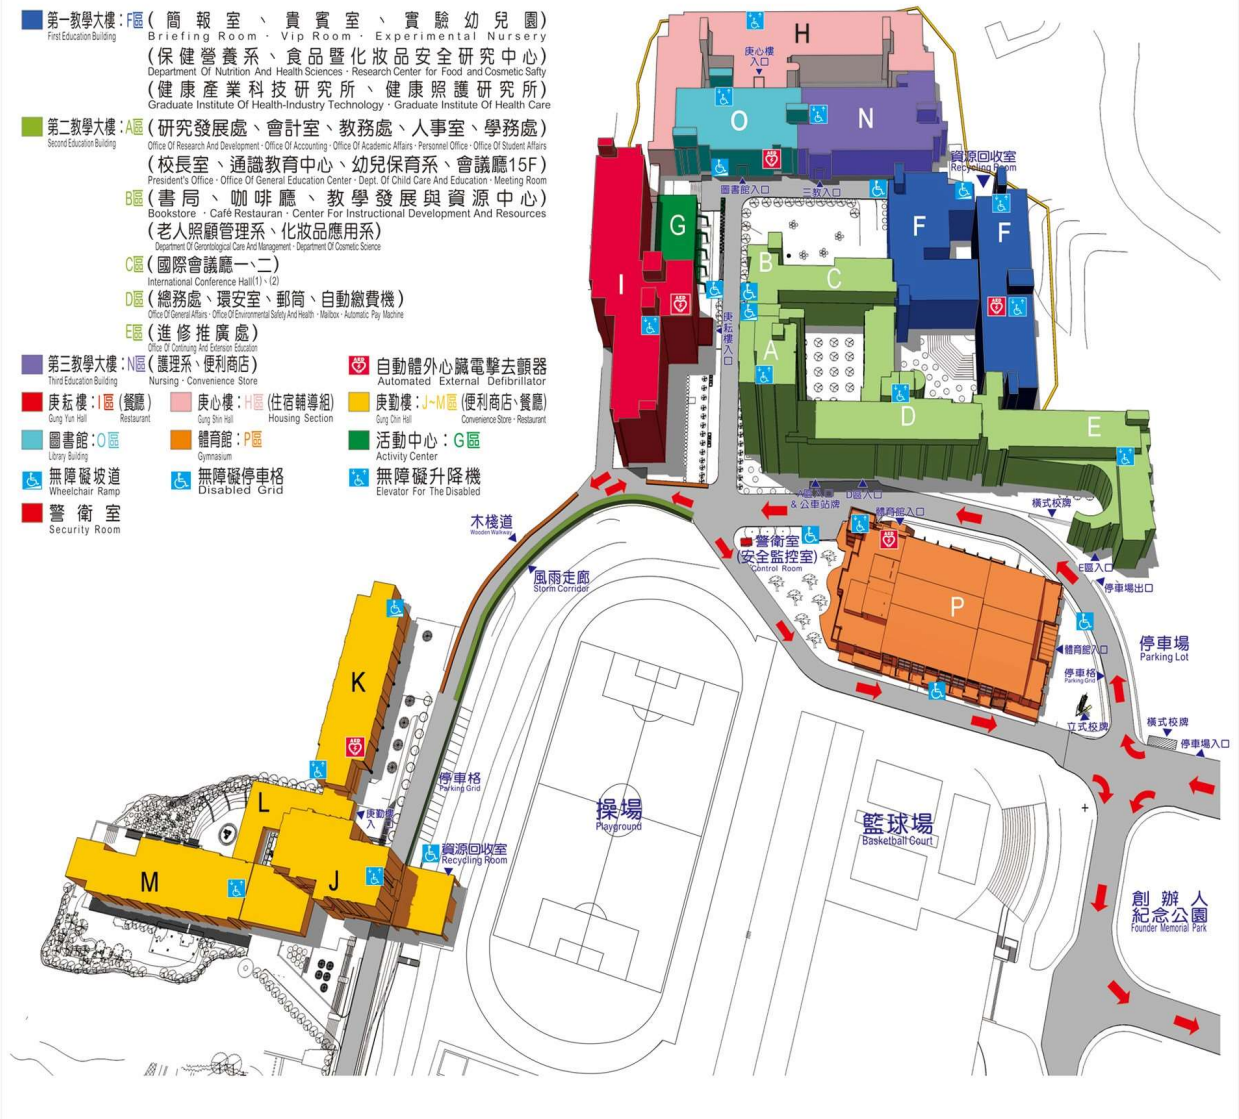 第一教學大樓：F區(簡報室、貴賓室、實驗幼兒園)
First Education Building
Briefing Room · Vip Room · Experimental Nursery
(保健營養系、食品暨化妝品安全研究中心)
Department Of Nutrition And Health Sciences · Research Center for Food and Cosmetic Safty
(健康產業科技研究所、健康照護研究所)
Graduate Institute Of Health-Industry Technology · Graduate Institute Of Health Care
第二教學大樓：A區(研究發展處、會計室、教務處、人事室、學務處)
Second Education Building
Office Of Research And Development · Office Of Accounting · Office Of Academic Affairs · Personnel Office · Office Of Student Affairs
(校長室、通識教育中心、幼兒保育系、會議廳15F)
President's Office · Office Of General Education Center · Dept. Of Child Care And Education · Meeting Room
B區(書局、咖啡廳、教學發展與資源中心)
Bookstore · Café Restauran · Center For Instructional Development And Resources
(老人照顧管理系、化妝品應用系)
Department Of Gerontological Care And Management · Department Of Cosmetic Science
C區(國際會議廳一、二)
International Conference Hall(1)、(2)
D區(總務處、環安室、郵筒、自動繳費機)
Office Of General Affairs · Office Of Environmental Safety And Health · Mailbox · Automatic Pay Machine
E區(進修推廣處)
Office Of Continuing And Extension Education
第三教學大樓：N區(護理系、便利商店)
Third Education Building
Nursing · Convenience Store
AED
自動體外心臟電擊去顫器
Automated External Defibrillator
庚耘樓：I區(餐廳)
Gung Yun Hall
Restaurant
庚心樓：H區(住宿輔導組)
Gung Shin Hall
Housing Section
庚勤樓：J~M區(便利商店、餐廳)
Gung Chin Hall
Convenience Store · Restaurant
圖書館：O區
Library Building
體育館：P區
Gymnasium
活動中心：G區
Activity Center
無障礙坡道
Wheelchair Ramp
無障礙停車格
Disabled Grid
無障礙升降機
Elevator For The Disabled
警衛室
Security Room
H
庚心樓
入口
O
N
AED
資源回收室
Recycling Room
圖書館入口
三教入口
G
F
F
I
B
C
AED
AED
庚耘樓入口
A
D
E
A區入口
&公車站牌
D區入口
橫式校牌
體育館入口
木棧道
Wooden Walkway
警衛室
(安全監控室)
Control Room
AED
E區入口
停車場出口
風雨走廊
Storm Corridor
P
體育館入口
停車場
Parking Lot
停車格
Parking Grid
立式校牌
橫式校牌
停車場入口
K
AED
停車格
Parking Grid
L
庚勤樓
入
操場
Playground
籃球場
Basketball Court
資源回收室
Recycling Room
M
J
創辦人
紀念公園
Founder Memorial Park